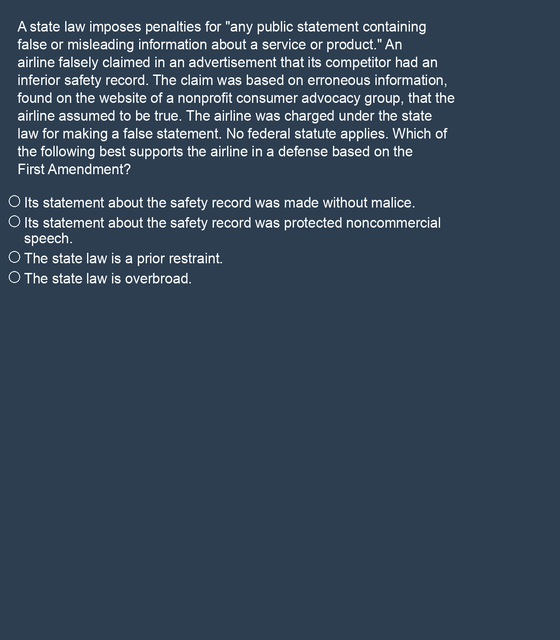 A state law imposes penalties for "any public statement containing
false or misleading information about a service or product." An
airline falsely claimed in an advertisement that its competitor had an
inferior safety record. The claim was based on erroneous information,
found on the website of a nonprofit consumer advocacy group, that the
airline assumed to be true. The airline was charged under the state
law for making a false statement. No federal statute applies. Which of
the following best supports the airline in a defense based on the
First Amendment?
Its statement about the safety record was made without malice.
Its statement about the safety record was protected noncommercial
speech.
The state law is a prior restraint.
The state law is overbroad.